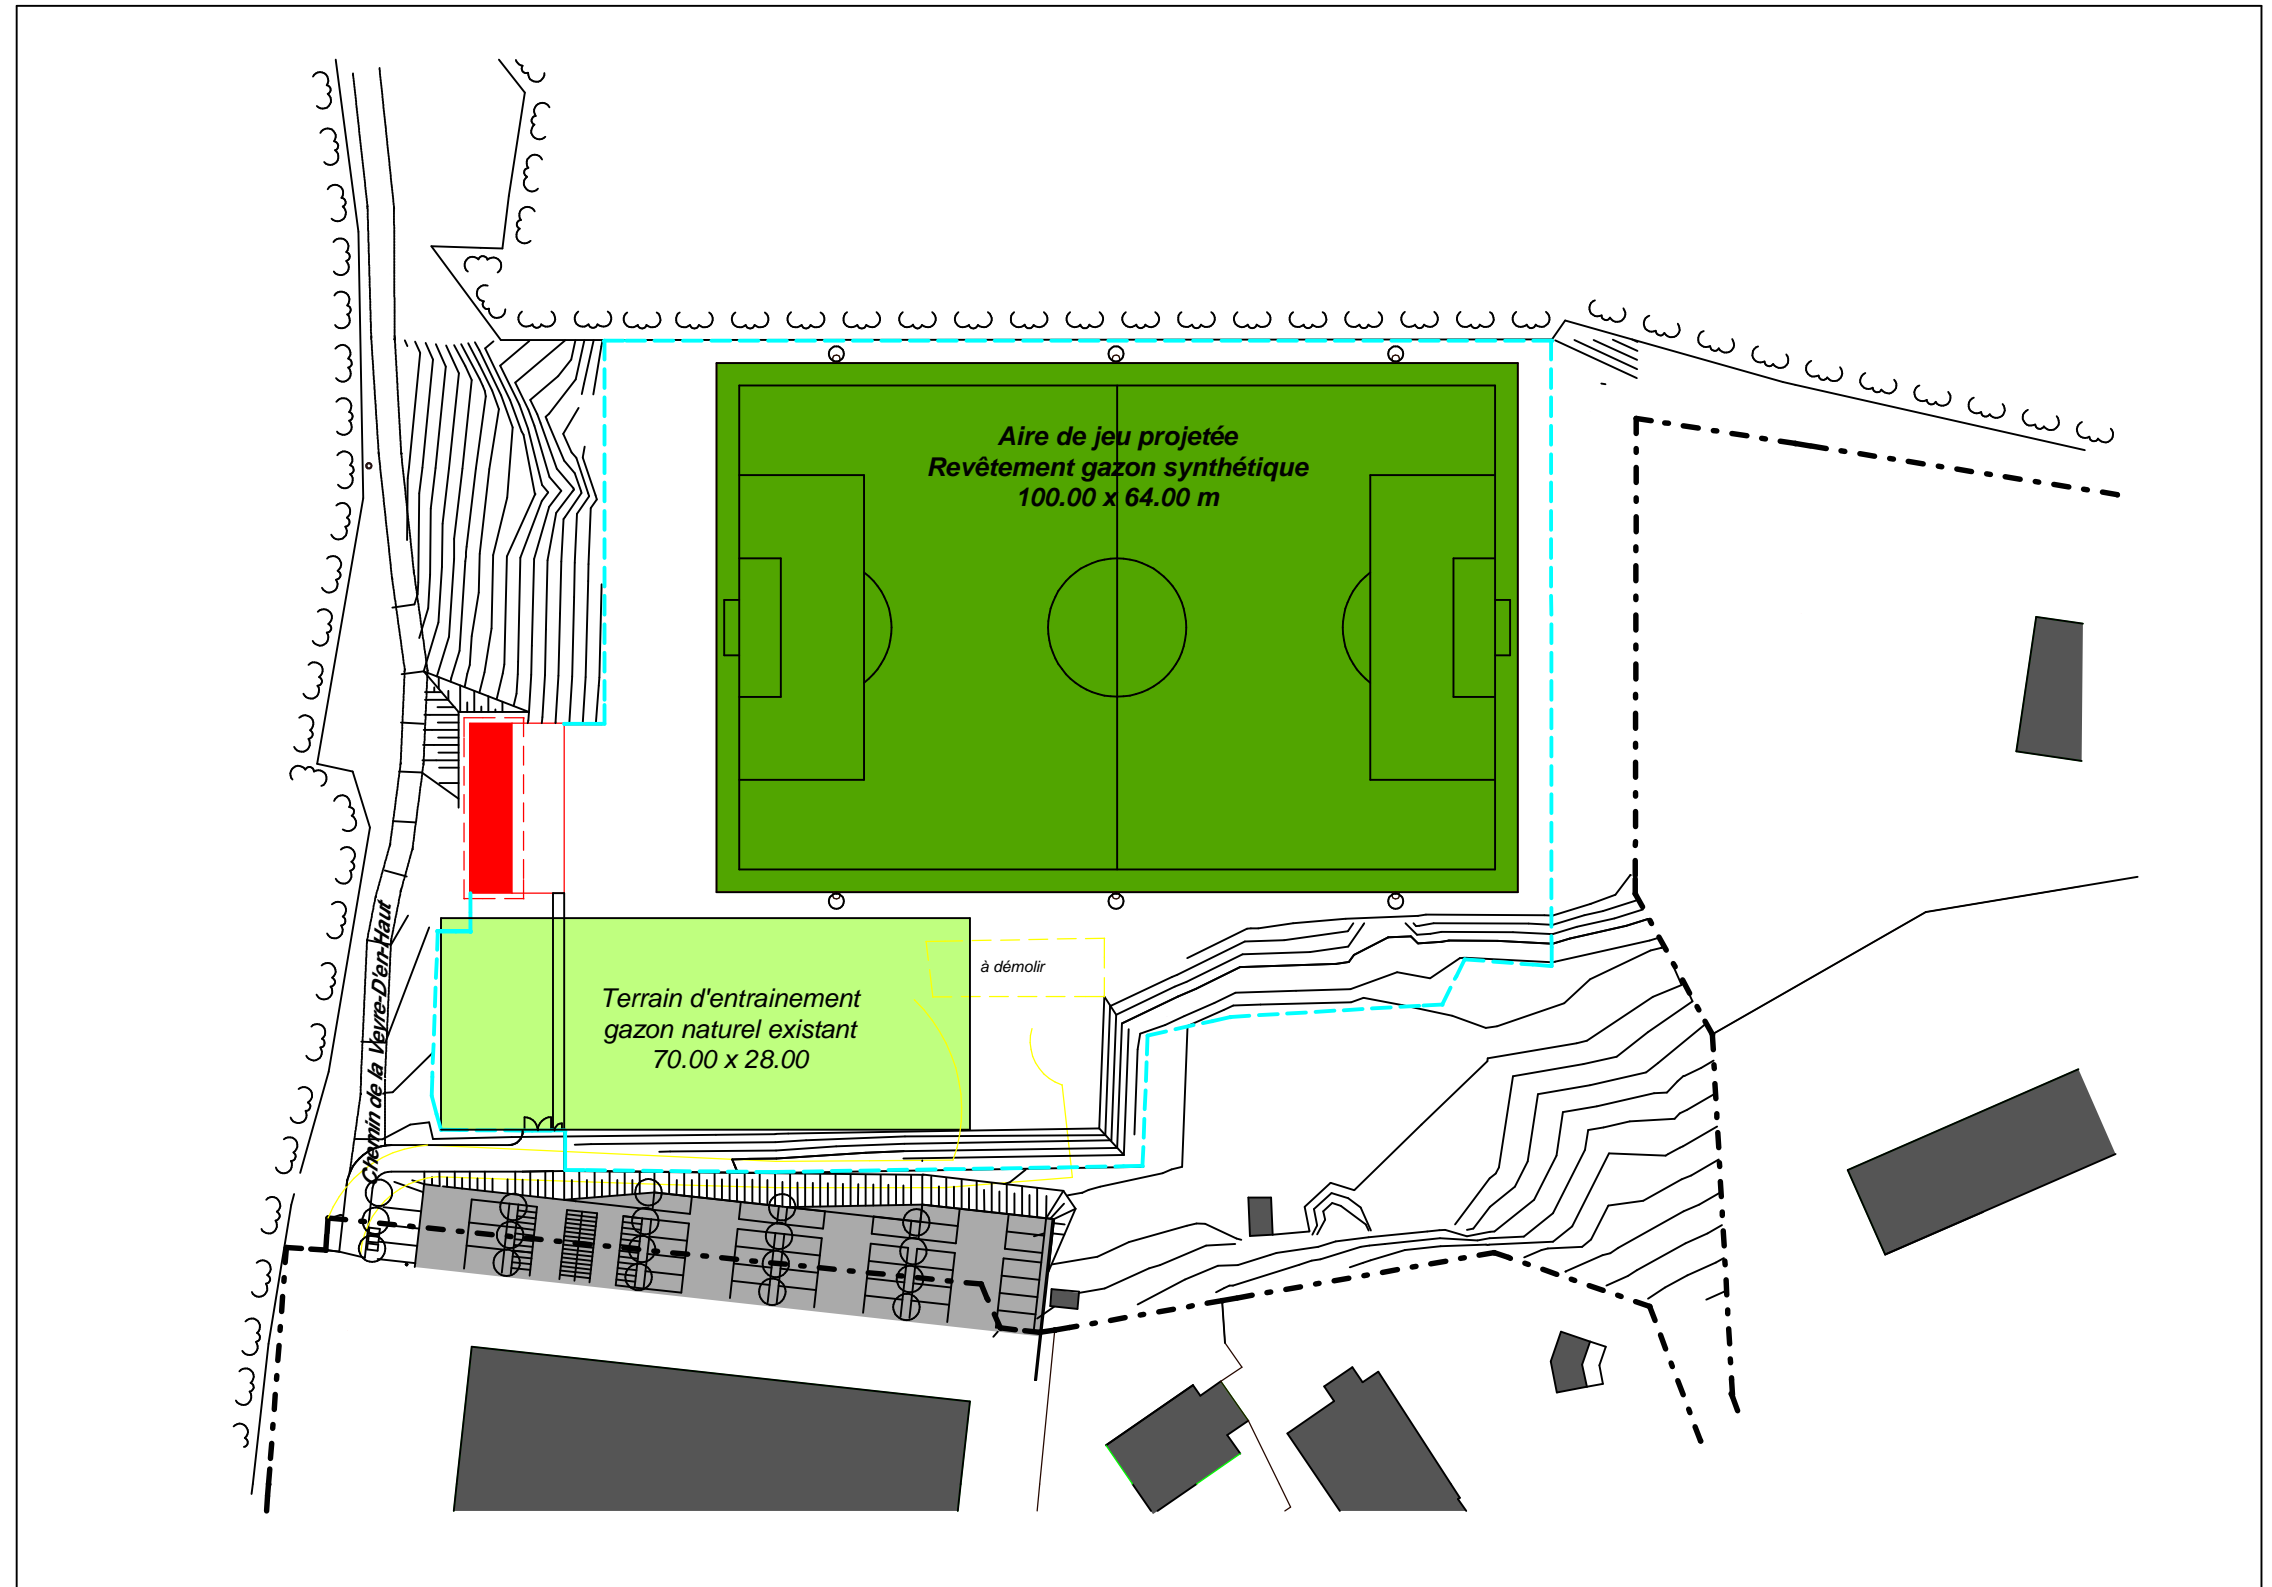 Aire de jeu projetée
Revêtement gazon synthétique
100.00 x 64.00 m
à démolir
Terrain d'entrainement
gazon naturel existant
70.00 x 28.00
Chemin de la Veyre-D'en-Haut